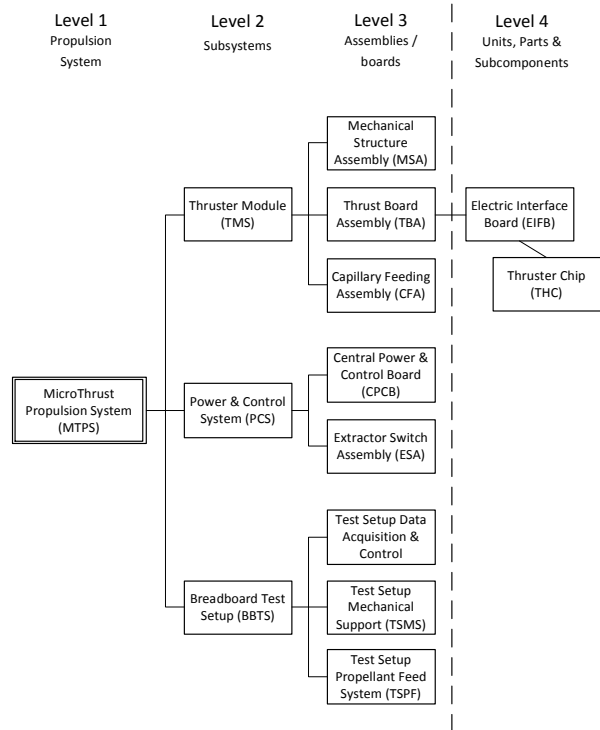 Level 1
Propulsion
System
Level 2
Subsystems
Level 3
Assemblies /
boards
Level 4
Units, Parts &
Subcomponents
Mechanical
Structure
Assembly (MSA)
Thruster Module
(TMS)
Thrust Board
Assembly (TBA)
Electric Interface
Board (EIFB)
Capillary Feeding
Assembly (CFA)
Thruster Chip
(THC)
MicroThrust
Propulsion System
(MTPS)
Power & Control
System (PCS)
Central Power &
Control Board
(CPCB)
Extractor Switch
Assembly (ESA)
Test Setup Data
Acquisition &
Control
Breadboard Test
Setup (BBTS)
Test Setup
Mechanical
Support (TSMS)
Test Setup
Propellant Feed
System (TSPF)